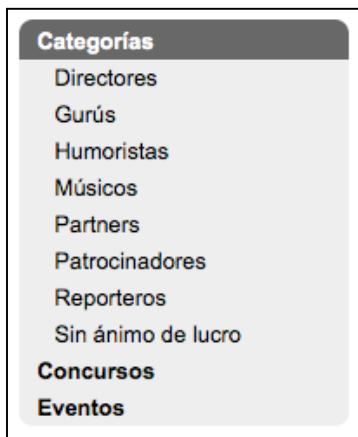 Categorías
Directores
Gurús
Humoristas
Músicos
Partners
Patrocinadores
Reporteros
Sin ánimo de lucro
Concursos
Eventos